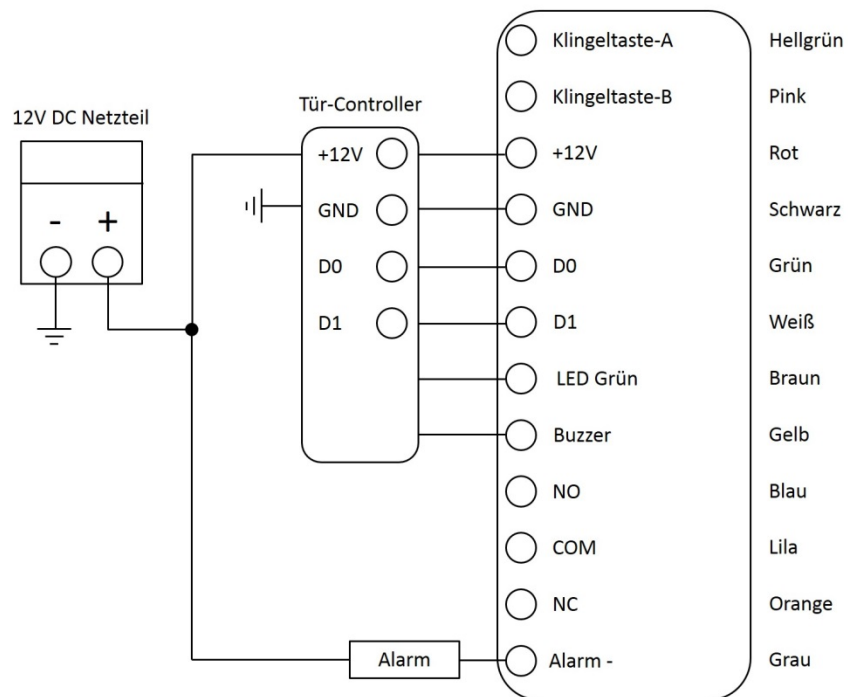 Klingeltaste-A Hellgrün
Klingeltaste-B Pink
12V DC Netzteil
- +
Tür-Controller
+12V
GND
D0
D1
+12V Rot
GND Schwarz
D0 Grün
D1 Weiß
LED Grün Braun
Buzzer Gelb
NO Blau
COM Lila
NC Orange
Alarm
Alarm - Grau